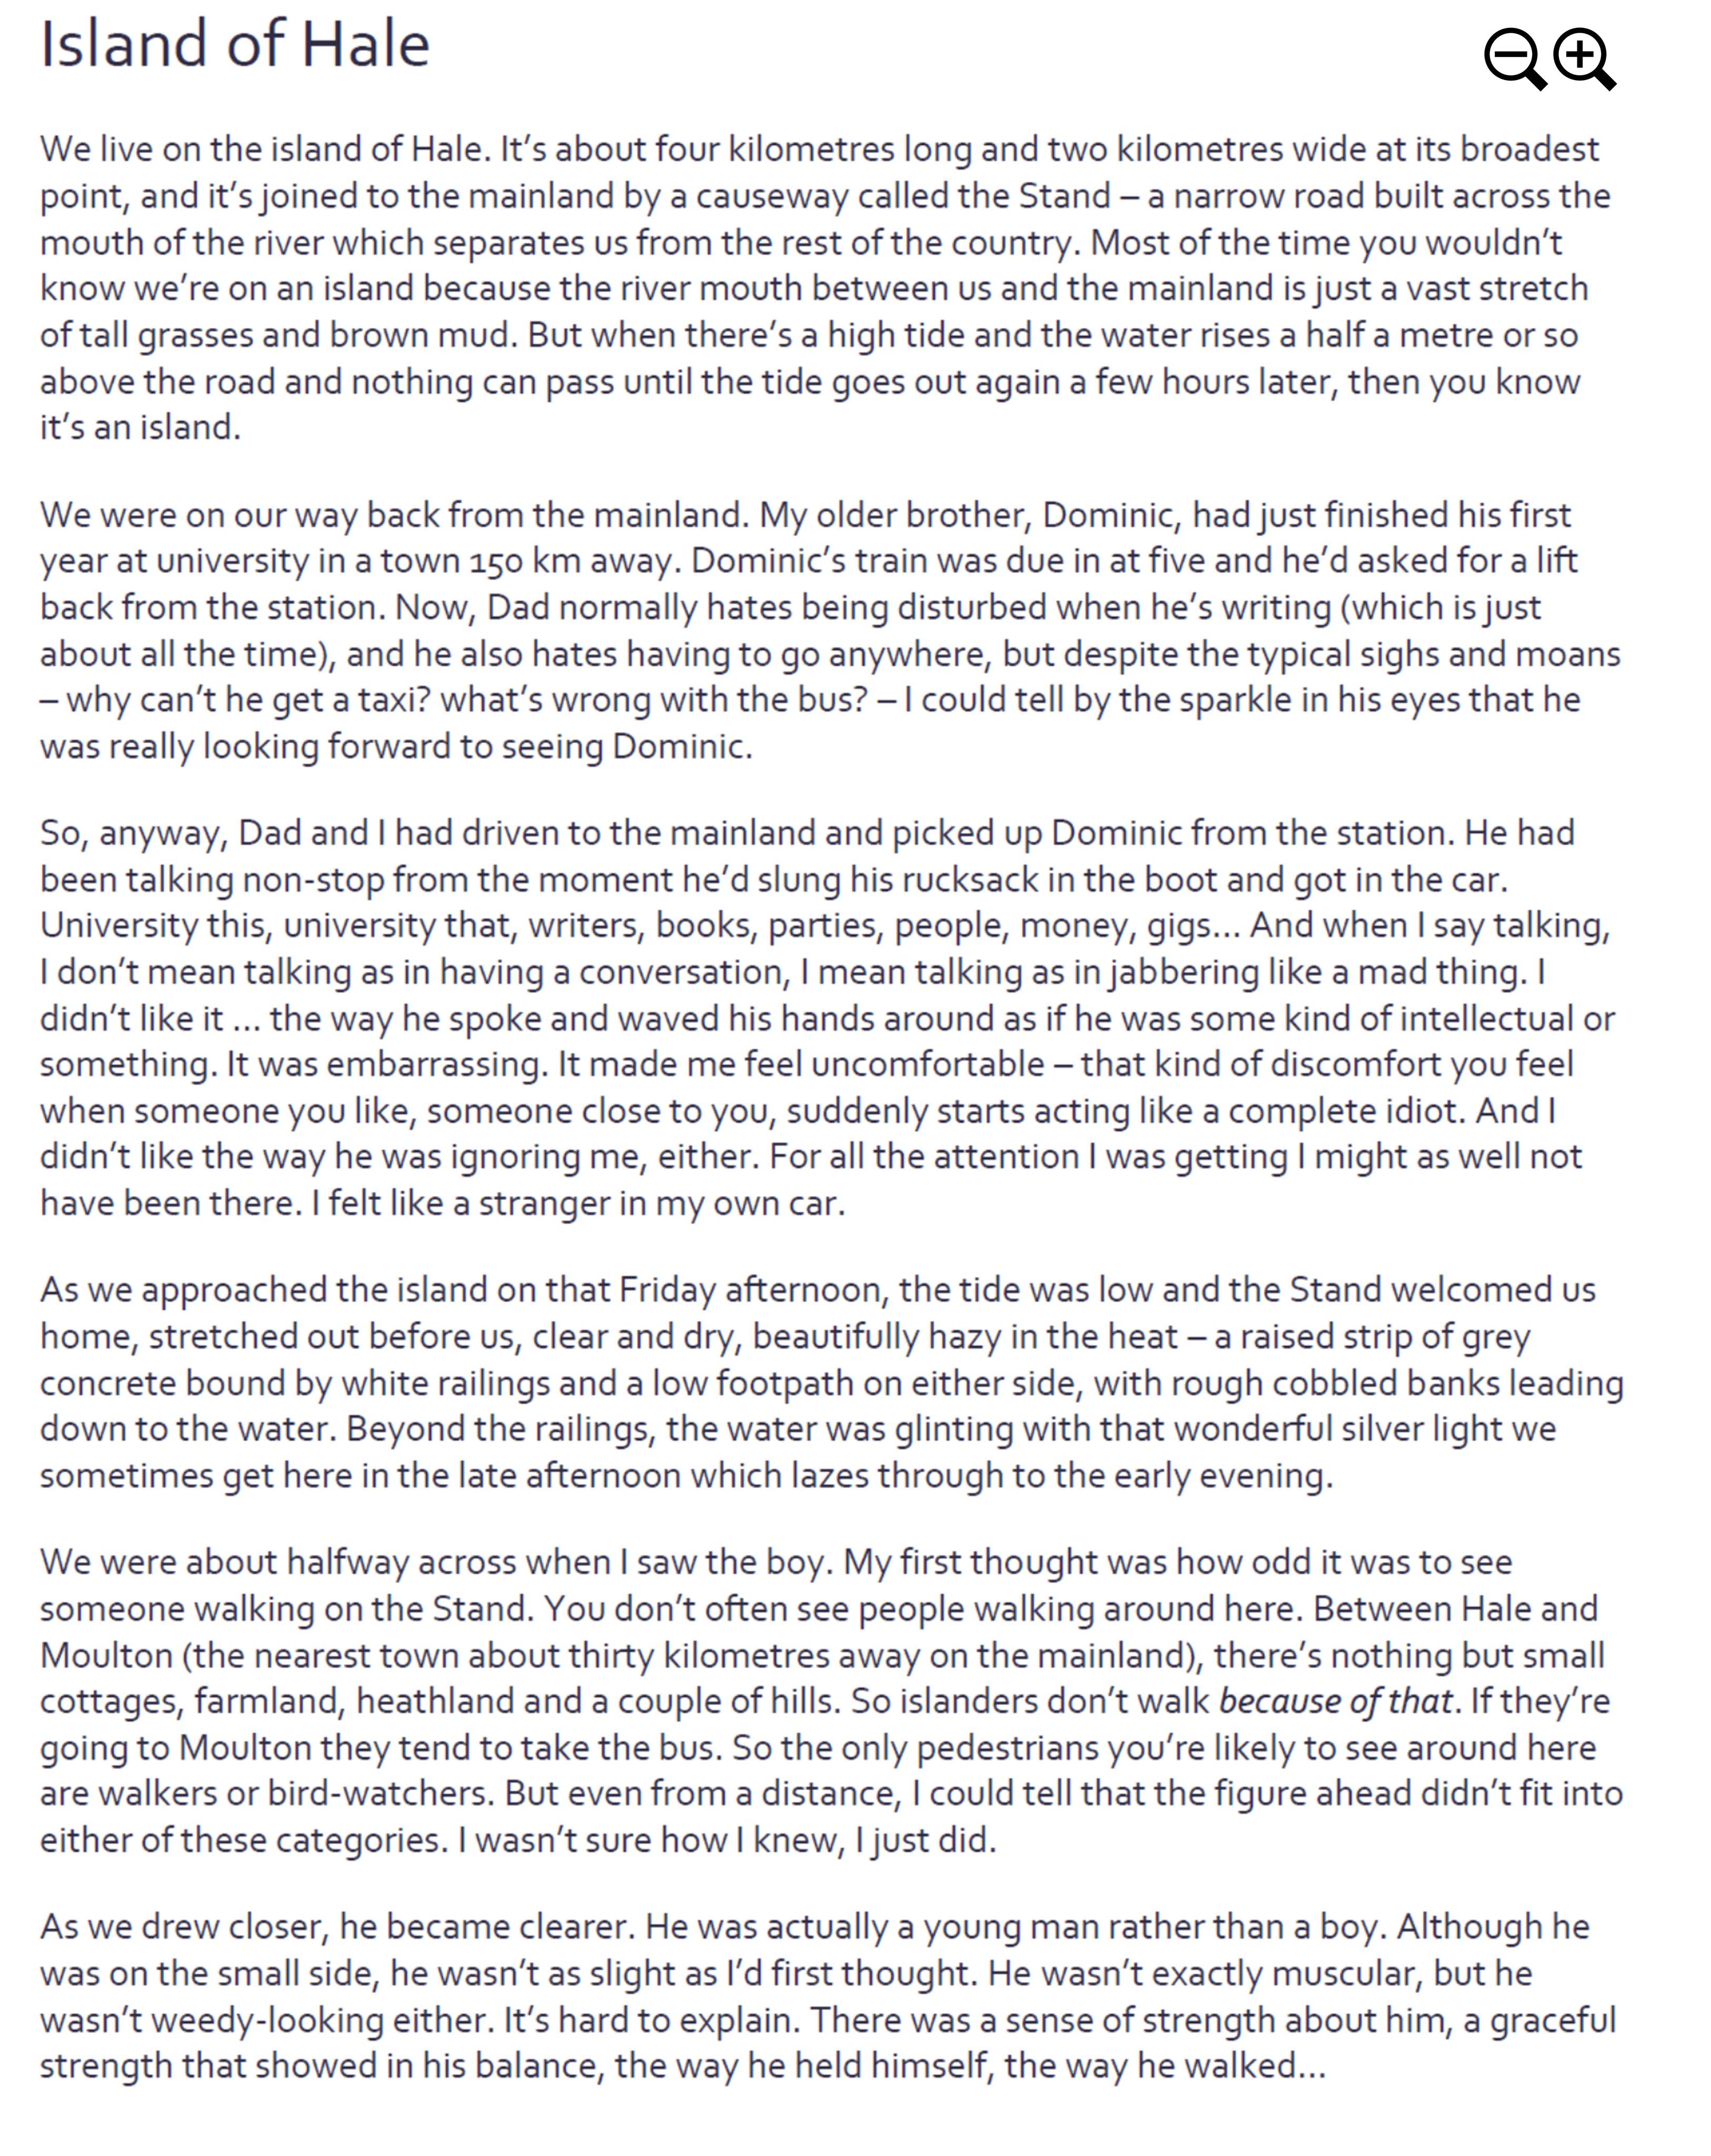 Island of Hale
We live on the island of Hale. It’s about four kilometres long and two kilometres wide at its broadest
point, and it’s joined to the mainland by a causeway called the Stand – a narrow road built across the
mouth of the river which separates us from the rest of the country. Most of the time you wouldn’t
know we’re on an island because the river mouth between us and the mainland is just a vast stretch
of tall grasses and brown mud. But when there’s a high tide and the water rises a half a metre or so
above the road and nothing can pass until the tide goes out again a few hours later, then you know
it’s an island.
We were on our way back from the mainland. My older brother, Dominic, had just finished his first
year at university in a town 150 km away. Dominic’s train was due in at five and he’d asked for a lift
back from the station. Now, Dad normally hates being disturbed when he’s writing (which is just
about all the time), and he also hates having to go anywhere, but despite the typical sighs and moans
– why can’t he get a taxi? what’s wrong with the bus? – I could tell by the sparkle in his eyes that he
was really looking forward to seeing Dominic.
So, anyway, Dad and I had driven to the mainland and picked up Dominic from the station. He had
been talking non-stop from the moment he’d slung his rucksack in the boot and got in the car.
University this, university that, writers, books, parties, people, money, gigs… And when I say talking,
I don’t mean talking as in having a conversation, I mean talking as in jabbering like a mad thing. I
didn’t like it … the way he spoke and waved his hands around as if he was some kind of intellectual or
something. It was embarrassing. It made me feel uncomfortable – that kind of discomfort you feel
when someone you like, someone close to you, suddenly starts acting like a complete idiot. And I
didn’t like the way he was ignoring me, either. For all the attention I was getting I might as well not
have been there. I felt like a stranger in my own car.
As we approached the island on that Friday afternoon, the tide was low and the Stand welcomed us
home, stretched out before us, clear and dry, beautifully hazy in the heat – a raised strip of grey
concrete bound by white railings and a low footpath on either side, with rough cobbled banks leading
down to the water. Beyond the railings, the water was glinting with that wonderful silver light we
sometimes get here in the late afternoon which lazes through to the early evening.
We were about halfway across when I saw the boy. My first thought was how odd it was to see
someone walking on the Stand. You don’t often see people walking around here. Between Hale and
Moulton (the nearest town about thirty kilometres away on the mainland), there’s nothing but small
cottages, farmland, heathland and a couple of hills. So islanders don’t walk because of that. If they’re
going to Moulton they tend to take the bus. So the only pedestrians you’re likely to see around here
are walkers or bird-watchers. But even from a distance, I could tell that the figure ahead didn’t fit into
either of these categories. I wasn’t sure how I knew, I just did.
As we drew closer, he became clearer. He was actually a young man rather than a boy. Although he
was on the small side, he wasn’t as slight as I’d first thought. He wasn’t exactly muscular, but he
wasn’t weedy-looking either. It’s hard to explain. There was a sense of strength about him, a graceful
strength that showed in his balance, the way he held himself, the way he walked…